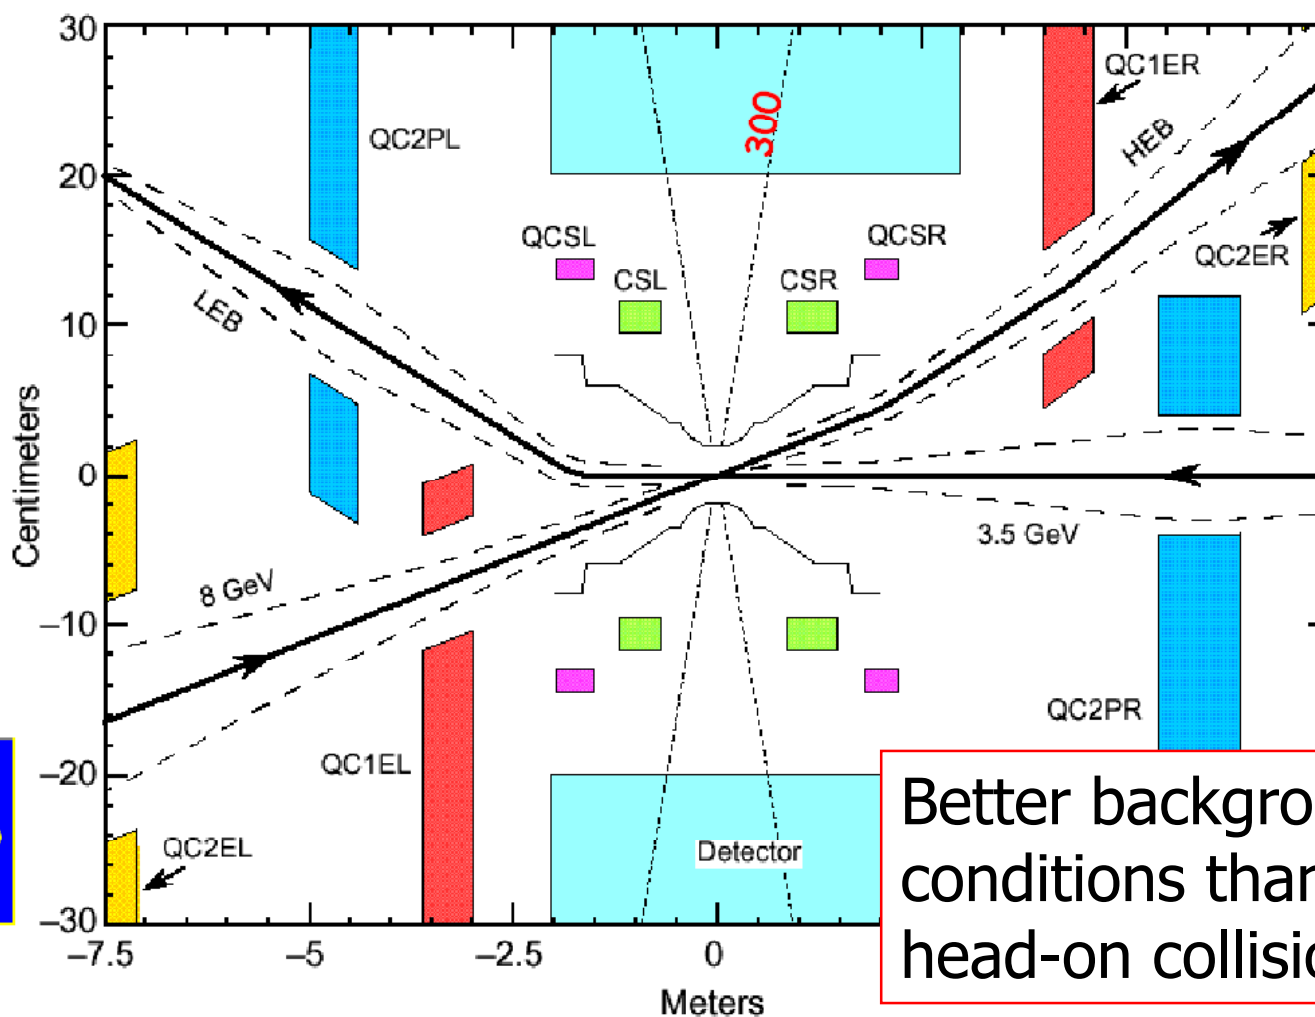 30
20
10
0
–10
–20
–30
Centimeters
–7.5
–5
–2.5
0
Meters
QC2PL
300
QC1ER
HEB
QCSL
QCSR
CSL
CSR
QC2ER
LEB
8 GeV
3.5 GeV
QC1EL
QC2PR
QC2EL
Detector
Better backgro
conditions than
head-on collisio